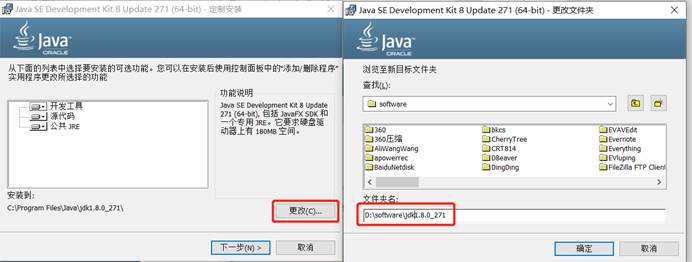 Java SE Development Kit 8 Update 271 (64-bit) - 定制安装
Java
ORACLE
从下面的列表中选择要安装的可选功能。您可以在安装后使用控制面板中的“添加/删除程序”
实用程序更改所选择的功能
开发工具
源代码
公共 JRE
功能说明
Java SE Development Kit 8 Update
271 (64-bit), 包括 JavaFX SDK 和
一个专用 JRE。它要求硬盘驱
动器上有 180MB 空间。
安装到:
C:\Program Files\Java\jdk1.8.0_271\
更改(C)...
下一步(N) >
取消
Java SE Development Kit 8 Update 271 (64-bit) - 更改文件夹
Java
ORACLE
浏览至新目标文件夹
查找(L):
software
360
360压缩
AliWangWang
apowerrec
BaiduNetdisk
bkcs
CherryTree
CRT814
DBeaver
DingDing
EVAVEdit
Evernote
Everything
EVluping
FileZilla FTP Client
文件夹名:
D:\software\jdk1.8.0_271
确定
取消